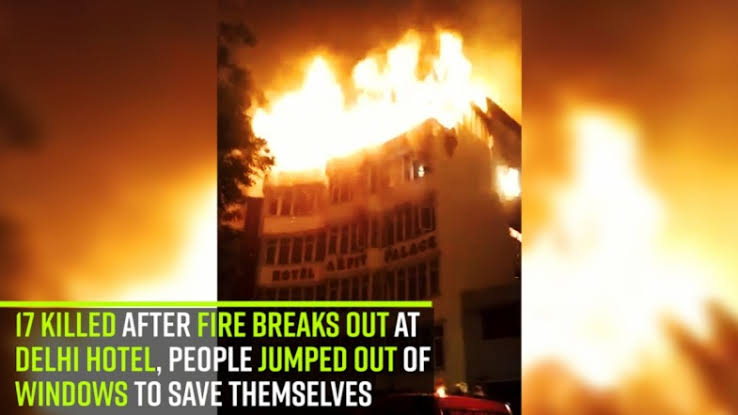 HOTEL ARPIT PALACE
17 KILLED AFTER FIRE BREAKS OUT AT
DELHI HOTEL, PEOPLE JUMPED OUT OF
WINDOWS TO SAVE THEMSELVES